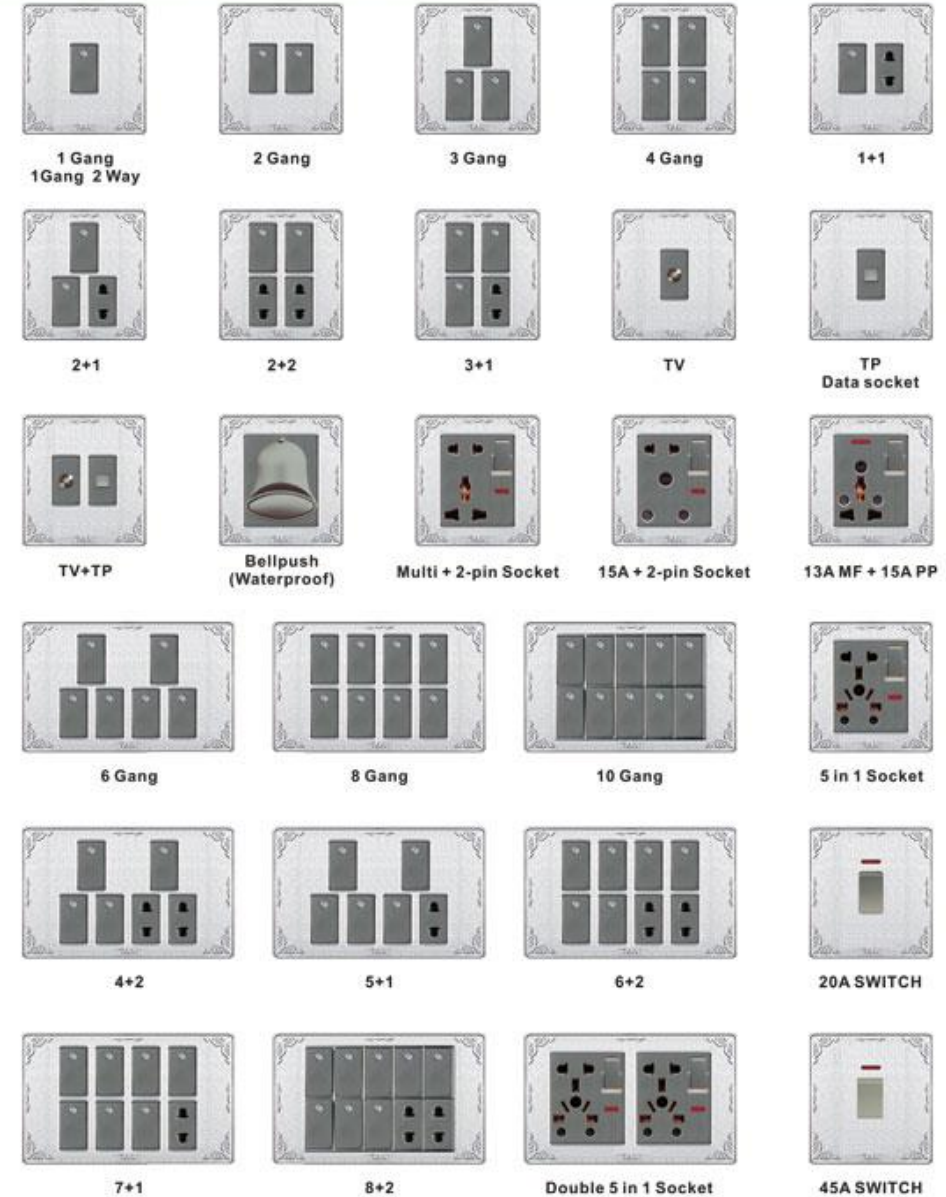 1 Gang
1Gang 2 Way
2 Gang
3 Gang
4 Gang
1+1
2+1
2+2
3+1
TV
TP
Data socket
TV+TP
Bellpush
(Waterproof)
Multi + 2-pin Socket
15A + 2-pin Socket
13A MF + 15A PP
6 Gang
8 Gang
10 Gang
5 in 1 Socket
4+2
5+1
6+2
20A SWITCH
7+1
8+2
Double 5 in 1 Socket
45A SWITCH